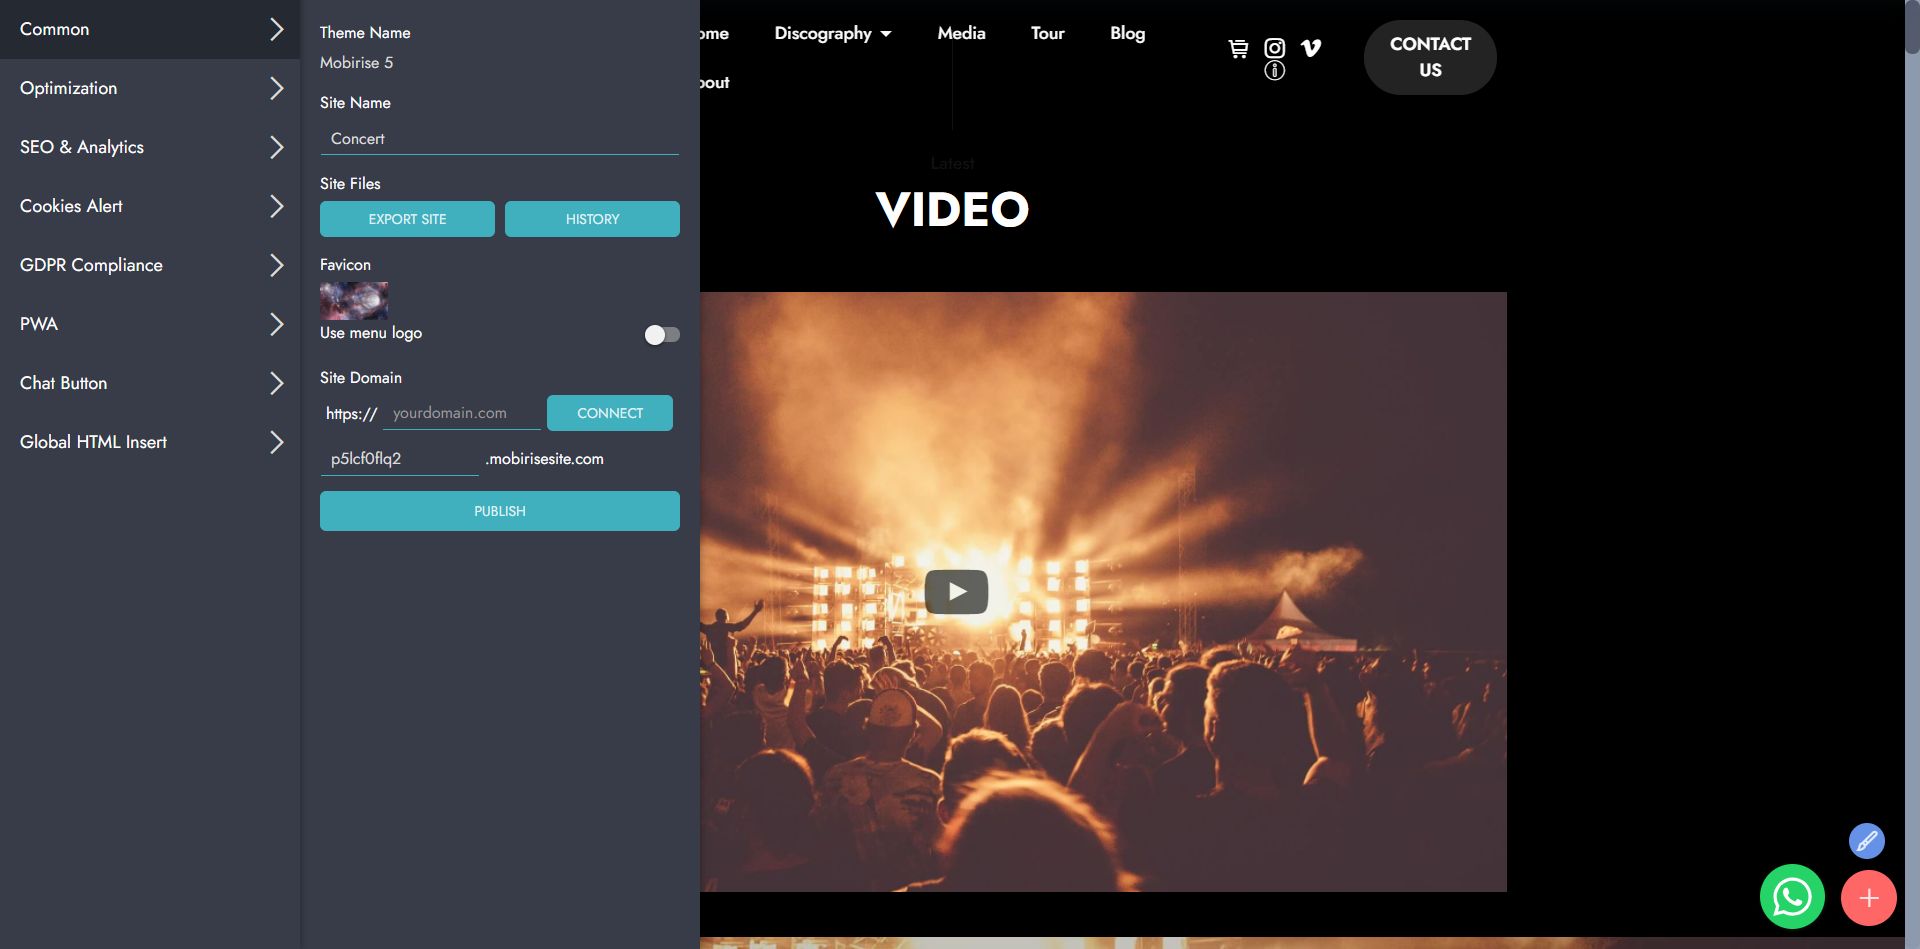 Common
Optimization
SEO & Analytics
Cookies Alert
GDPR Compliance
PWA
Chat Button
Global HTML Insert
Theme Name
Mobirise 5
Site Name
Concert
Site Files
EXPORT SITE
HISTORY
Favicon
Use menu logo
Site Domain
https://
yourdomain.com
CONNECT
p5lcf0flq2
.mobirisesite.com
PUBLISH
ome
Discography
Media
Tour
Blog
bout
CONTACT
US
Latest
VIDEO